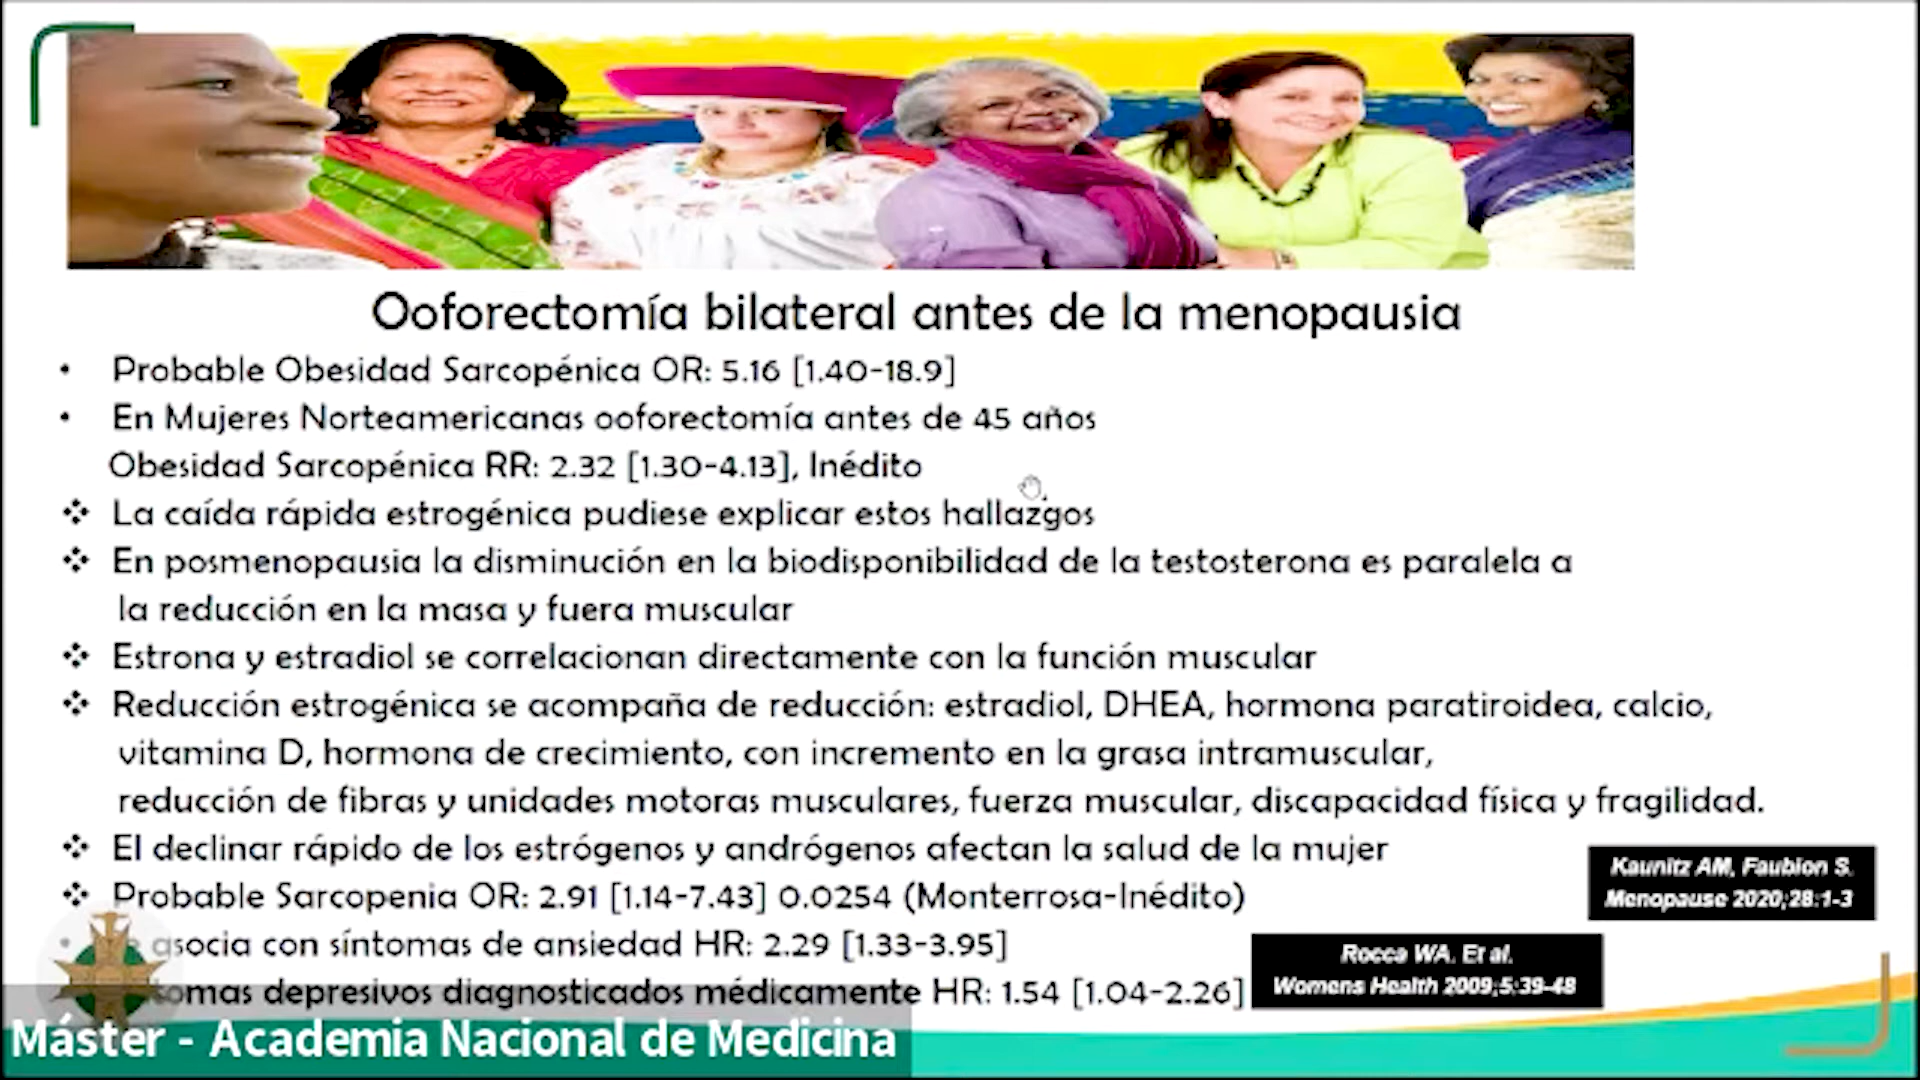 Ooforectomía bilateral antes de la menopausia
• Probable Obesidad Sarcopénica OR: 5.16 [1.40-18.9]
• En Mujeres Norteamericanas ooforectomía antes de 45 años
Obesidad Sarcopénica RR: 2.32 [1.30-4.13], Inédito
❖ La caída rápida estrogénica pudiese explicar estos hallazgos
❖ En posmenopausia la disminución en la biodisponibilidad de la testosterona es paralela a
la reducción en la masa y fuera muscular
❖ Estrona y estradiol se correlacionan directamente con la función muscular
❖ Reducción estrogénica se acompaña de reducción: estradiol, DHEA, hormona paratiroidea, calcio,
vitamina D, hormona de crecimiento, con incremento en la grasa intramuscular,
reducción de fibras y unidades motoras musculares, fuerza muscular, discapacidad física y fragilidad.
❖ El declinar rápido de los estrógenos y andrógenos afectan la salud de la mujer
❖ Probable Sarcopenia OR: 2.91 [1.14-7.43] 0.0254 (Monterrosa-Inédito)
• asocia con síntomas de ansiedad HR: 2.29 [1.33-3.95]
depresivos diagnosticados médicamente HR: 1.54 [1.04-2.26]
Kaunitz AM, Faubion S.
Menopause 2020;28:1-3
Rocca WA. Et al.
Womens Health 2009;5:39-48
Máster - Academia Nacional de Medicina